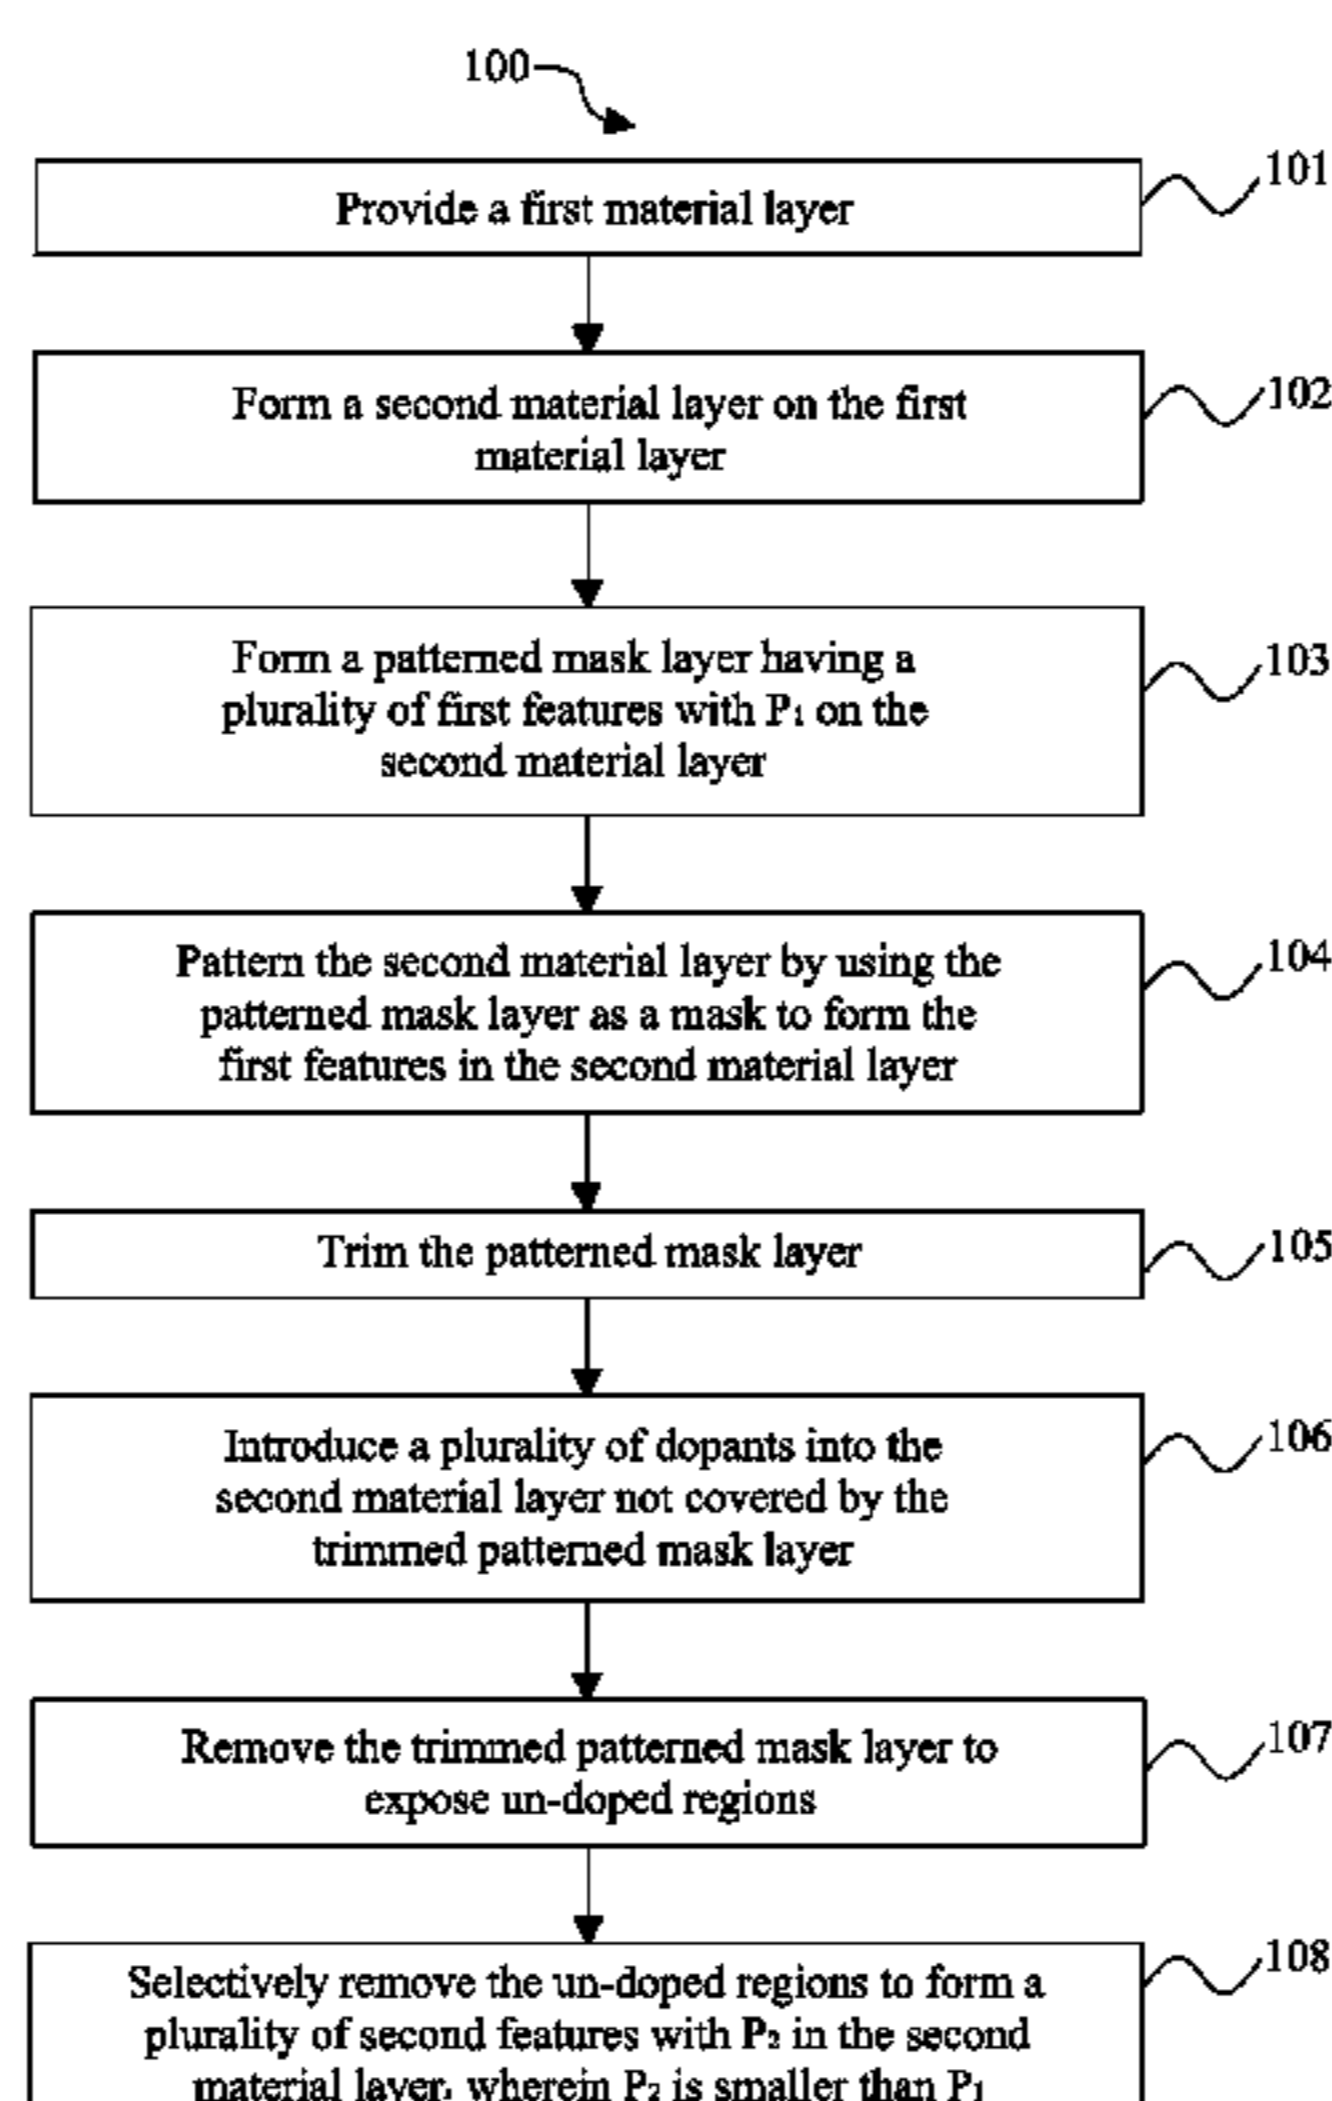 100
101
Provide a first material layer
102
Form a second material layer on the first
material layer
103
Form a patterned mask layer having a
plurality of first features with P₁ on the
second material layer
104
Pattern the second material layer by using the
patterned mask layer as a mask to form the
first features in the second material layer
105
Trim the patterned mask layer
106
Introduce a plurality of dopants into the
second material layer not covered by the
trimmed patterned mask layer
107
Remove the trimmed patterned mask layer to
expose un-doped regions
108
Selectively remove the un-doped regions to form a
plurality of second features with P₂ in the second
material layer, wherein P₂ is smaller than P₁